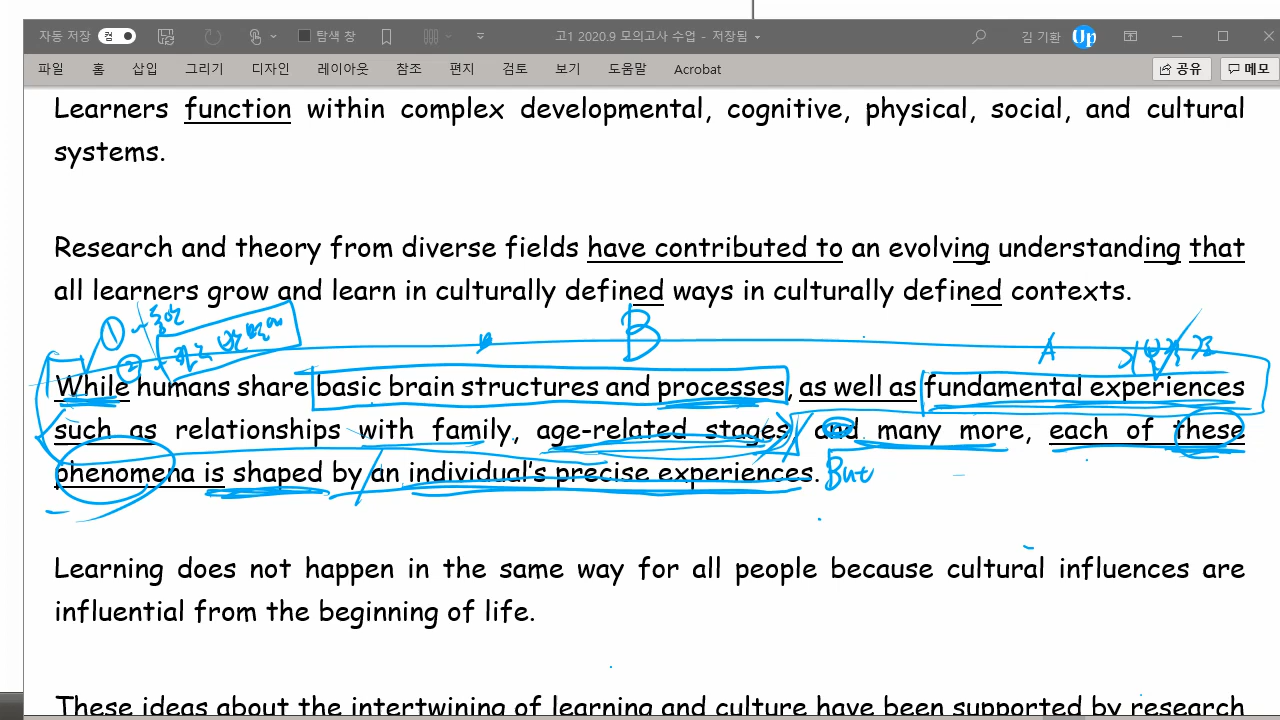 자동 저장 컴 탐색 창 고1 2020.9 모의고사 수업 - 저장됨 김 기환 Up
파일 홈 삽입 그리기 디자인 레이아웃 참조 편지 검토 보기 도움말 Acrobat 공유 메모
Learners function within complex developmental, cognitive, physical, social, and cultural
systems.
Research and theory from diverse fields have contributed to an evolving understanding that
all learners grow and learn in culturally defined ways in culturally defined contexts.
① ~동안
②
B
A
While humans share basic brain structures and processes, as well as fundamental experiences
such as relationships with family, age-related stages, and many more, each of these
phenomena is shaped by an individual's precise experiences.
But
Learning does not happen in the same way for all people because cultural influences are
influential from the beginning of life.
These ideas about the intertwining of learning and culture have been supported by research